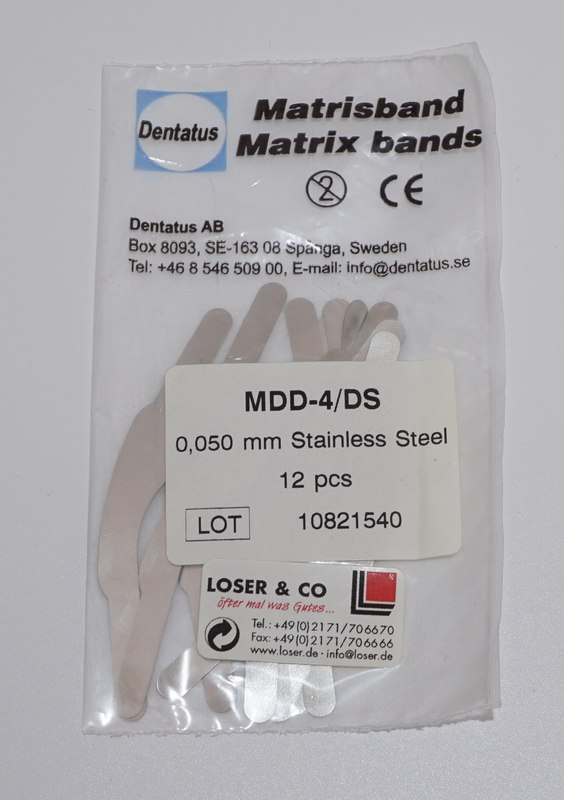 Dentatus
Matrisband
Matrix bands
2
CE
Dentatus AB
Box 8093, SE-163 08 Spånga, Sweden
Tel: +46 8 546 509 00, E-mail: info@dentatus.se
MDD-4/DS
0,050 mm Stainless Steel
12 pcs
LOT 10821540
LOSER & CO
öfter mal was Gutes...
®
Tel.: +49(0)2171/706670
Fax: +49(0)2171/706666
www.loser.de · info@loser.de